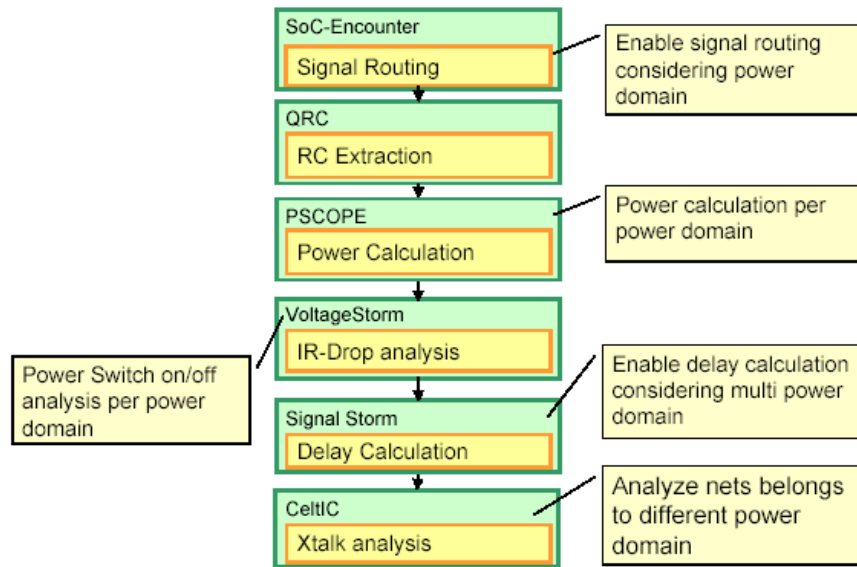 SoC-Encounter
Signal Routing
Enable signal routing
considering power
domain
QRC
RC Extraction
PSCOPE
Power Calculation
Power calculation per
power domain
VoltageStorm
IR-Drop analysis
Power Switch on/off
analysis per power
domain
Signal Storm
Delay Calculation
Enable delay calculation
considering multi power
domain
CeltIC
Xtalk analysis
Analyze nets belongs
to different power
domain